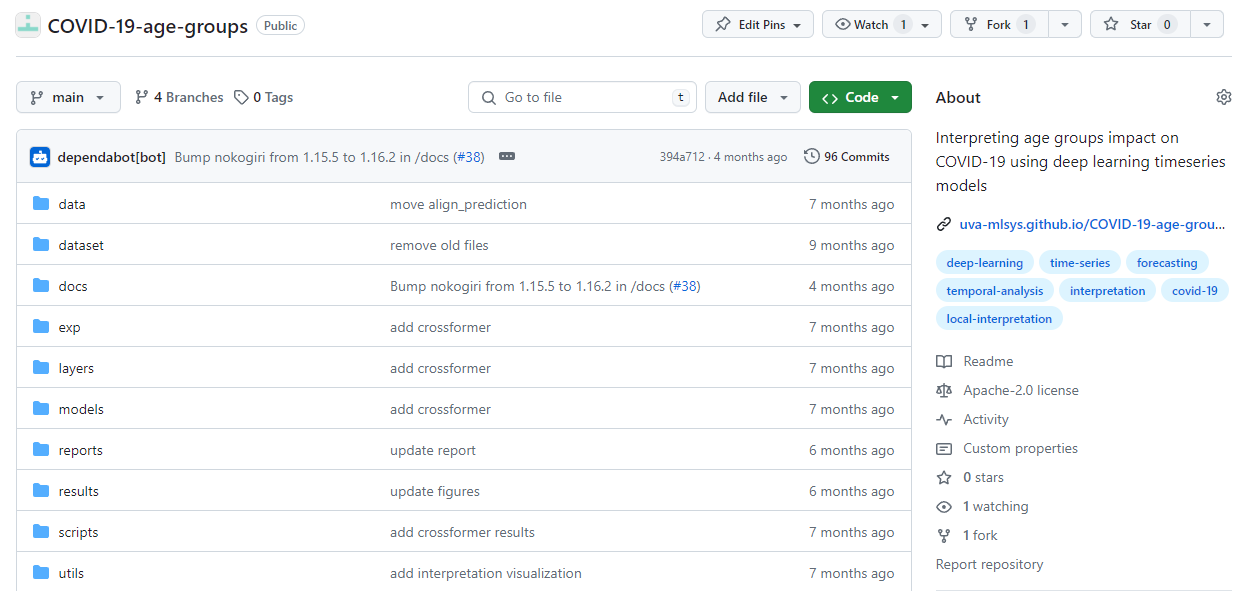 COVID-19-age-groups Public Edit Pins Watch 1 Fork 1 Star 0
main 4 Branches 0 Tags Go to file t Add file Code
dependabot[bot] Bump nokogiri from 1.15.5 to 1.16.2 in /docs (#38) 394a712 · 4 months ago 96 Commits
data move align_prediction 7 months ago
dataset remove old files 9 months ago
docs Bump nokogiri from 1.15.5 to 1.16.2 in /docs (#38) 4 months ago
exp add crossformer 7 months ago
layers add crossformer 7 months ago
models add crossformer 7 months ago
reports update report 6 months ago
results update figures 6 months ago
scripts add crossformer results 7 months ago
utils add interpretation visualization 7 months ago
About
Interpreting age groups impact on
COVID-19 using deep learning timeseries
models
uva-mlsys.github.io/COVID-19-age-grou...
deep-learning time-series forecasting
temporal-analysis interpretation covid-19
local-interpretation
Readme
Apache-2.0 license
Activity
Custom properties
0 stars
1 watching
1 fork
Report repository